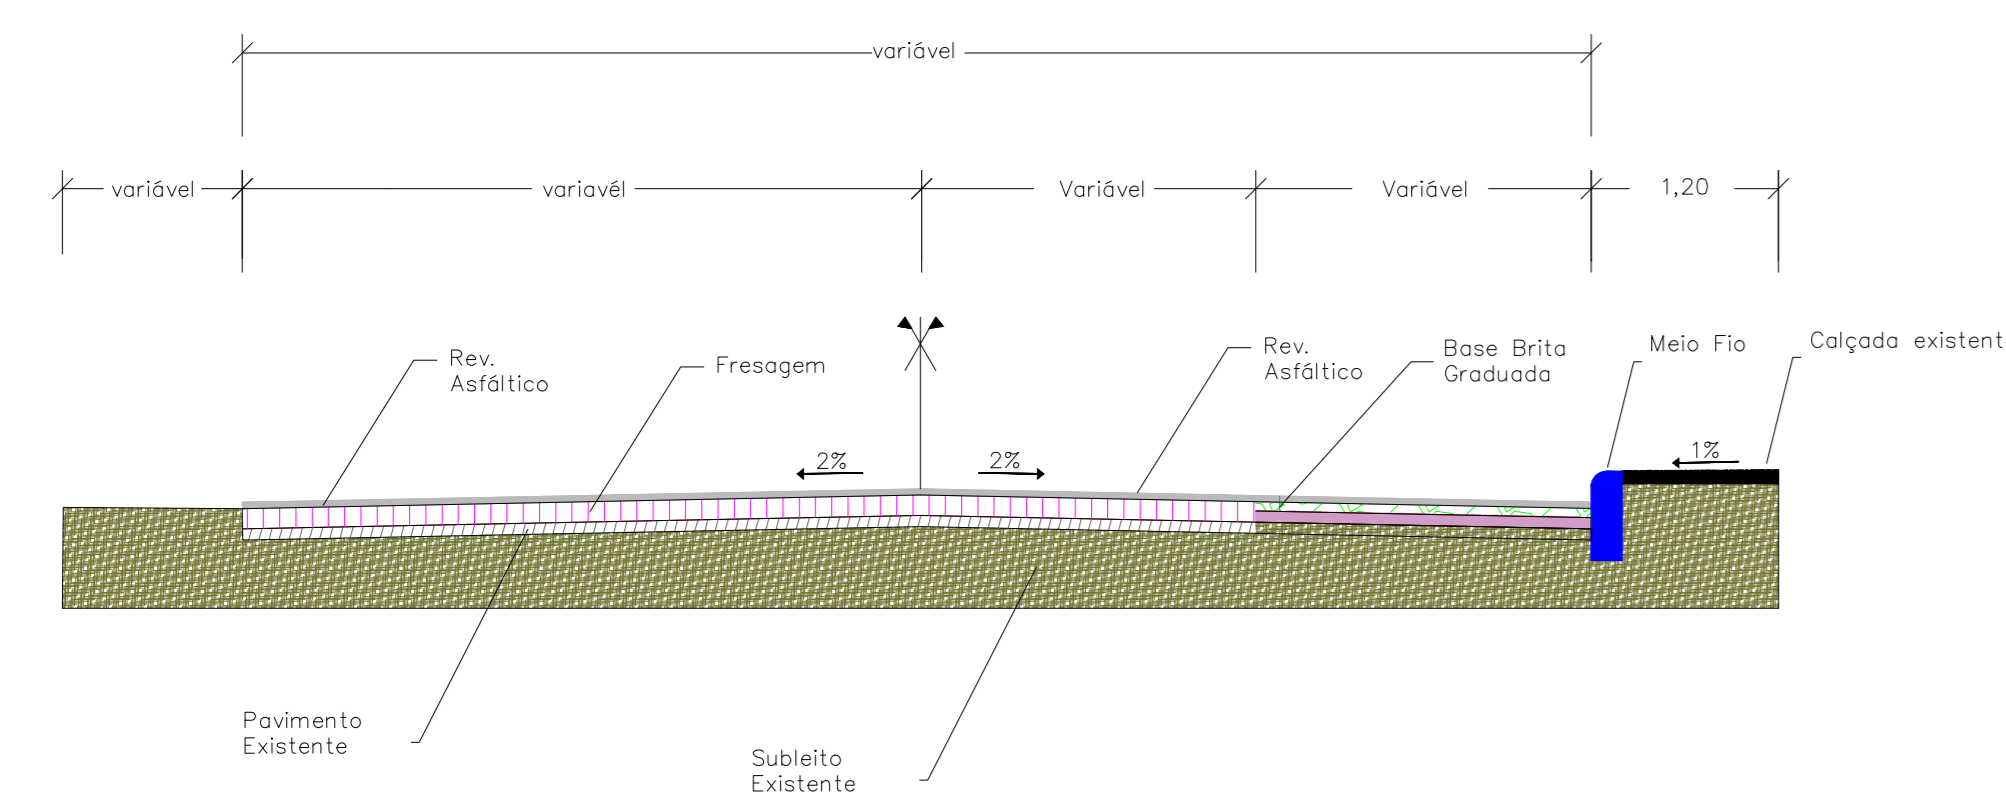 variável
variável
variavél
Variável
Variável
1,20
Rev.
Asfáltico
Fresagem
Rev.
Asfáltico
Base Brita
Graduada
Meio Fio
Calçada existent
2%
2%
1%
Pavimento
Existente
Subleito
Existente